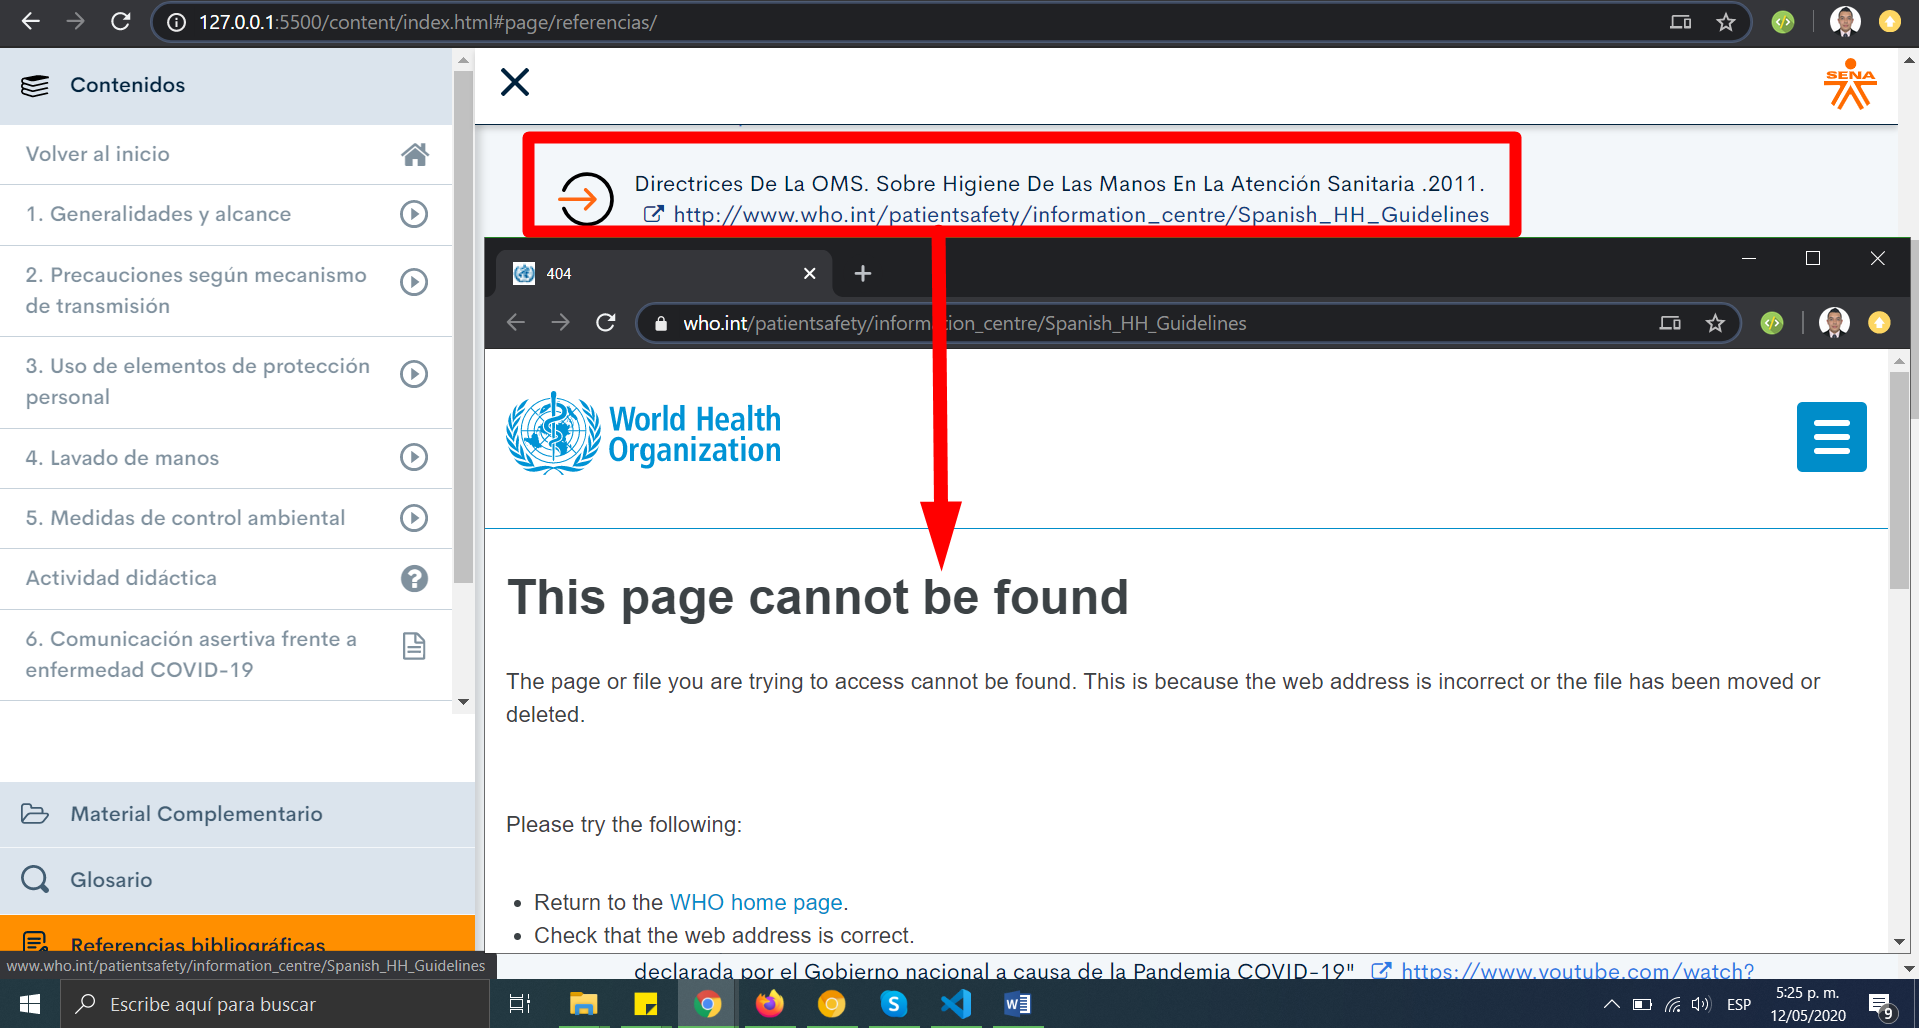 127.0.0.1:5500/content/index.html#page/referencias/
Contenidos
Volver al inicio
1. Generalidades y alcance
2. Precauciones según mecanismo
de transmisión
3. Uso de elementos de protección
personal
4. Lavado de manos
5. Medidas de control ambiental
Actividad didáctica
6. Comunicación asertiva frente a
enfermedad COVID-19
Material Complementario
Glosario
Referencias bibliográficas
www.who.int/patientsafety/information_centre/Spanish_HH_Guidelines
SENA
Directrices De La OMS. Sobre Higiene De Las Manos En La Atención Sanitaria .2011.
http://www.who.int/patientsafety/information_centre/Spanish_HH_Guidelines
404
who.int/patientsafety/information_centre/Spanish_HH_Guidelines
World Health
Organization
This page cannot be found
The page or file you are trying to access cannot be found. This is because the web address is incorrect or the file has been moved or
deleted.
Please try the following:
Return to the WHO home page.
Check that the web address is correct.
declarada por el Gobierno nacional a causa de la Pandemia COVID-19" https://www.youtube.com/watch?
Escribe aquí para buscar
ESP
5:25 p. m.
12/05/2020
9